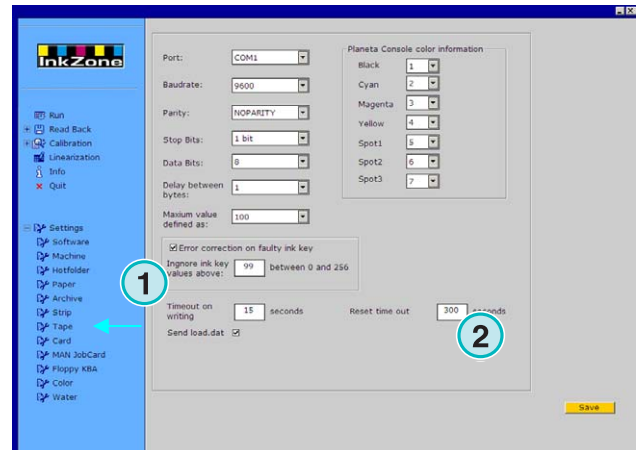 InkZone
Run
Read Back
Calibration
Linearization
Info
Quit
Settings
Software
Machine
Hotfolder
Paper
Archive
Strip
Tape
Card
MAN JobCard
Floppy KBA
Color
Water
1
Port: COM1
Baudrate: 9600
Parity: NOPARITY
Stop Bits: 1 bit
Data Bits: 8
Delay between bytes: 1
Maxium value defined as: 100
Planeta Console color information
Black 1
Cyan 2
Magenta 3
Yellow 4
Spot1 5
Spot2 6
Spot3 7
Error correction on faulty ink key
Ingnore ink key values above: 99 between 0 and 256
Timeout on writing 15 seconds
Reset time out 300 seconds
2
Send load.dat
Save